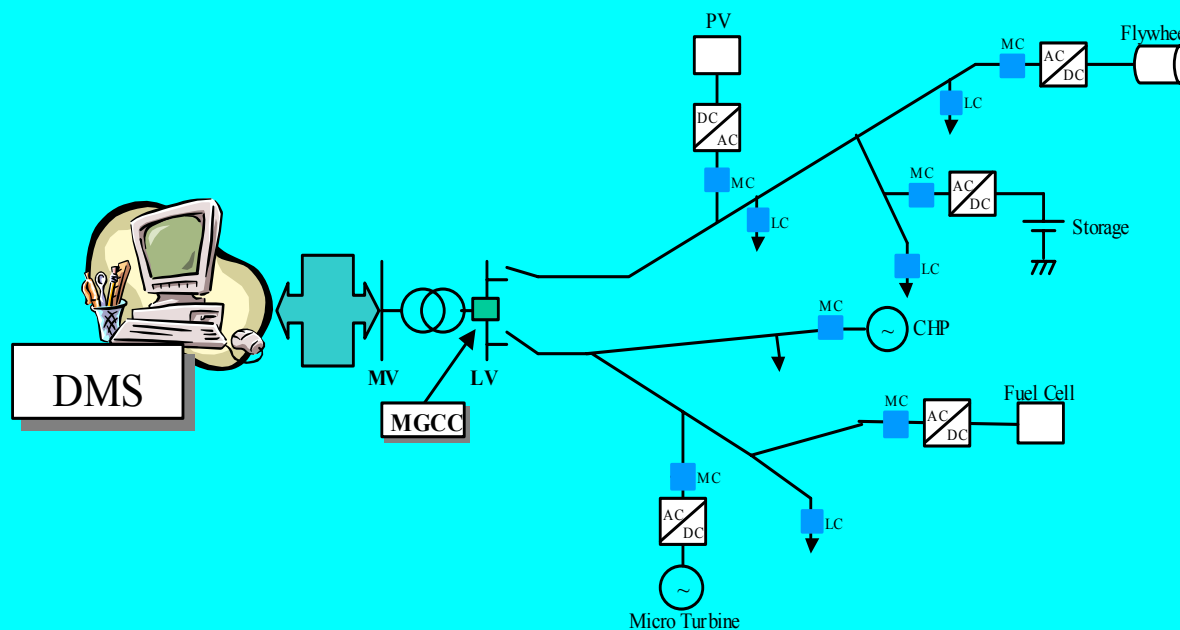 PV
Flywhee
MC
AC
DC
LC
DC
AC
MC
LC
MC
AC
DC
Storage
LC
MC
~
CHP
DMS
MV
LV
MGCC
Fuel Cell
MC
AC
DC
MC
AC
DC
LC
~
Micro Turbine